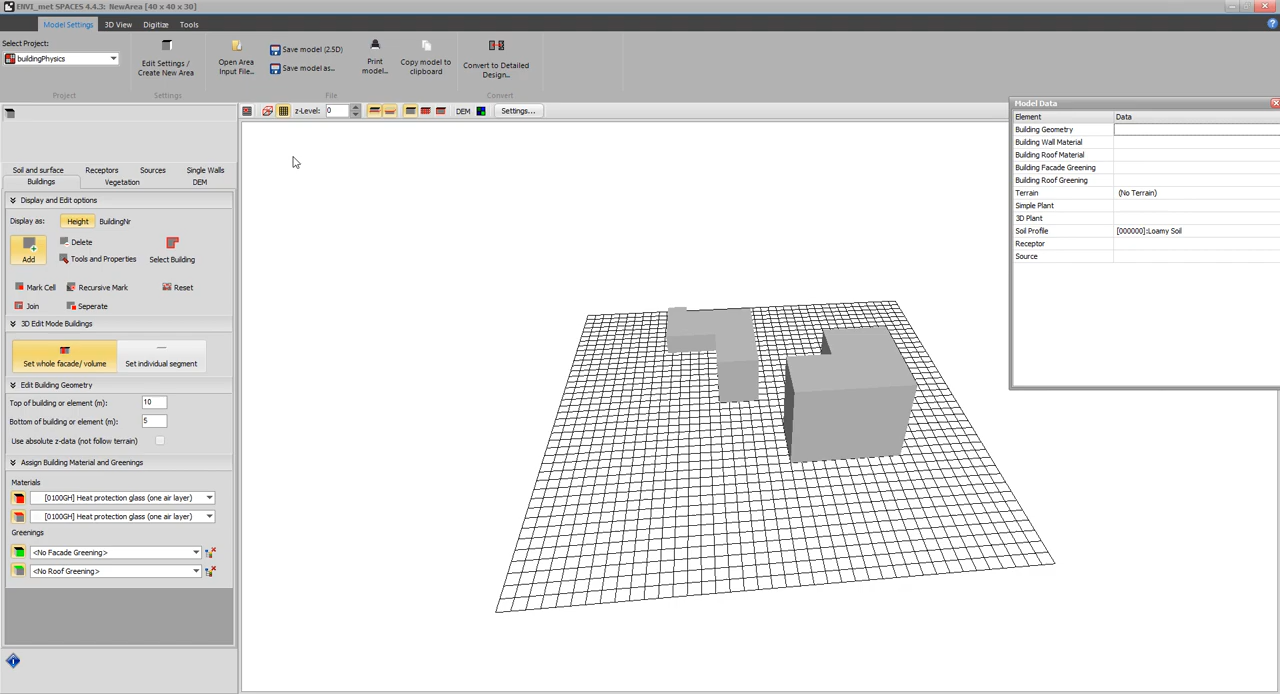 ENVI_met SPACES 4.4.3: NewArea [40 x 40 x 30]
Model Settings 3D View Digitize Tools
Select Project:
buildingPhysics
Edit Settings / Create New Area
Open Area Input File...
Save model (2.5D)
Save model as...
Print model...
Copy model to clipboard
Convert to Detailed Design...
Project Settings File Convert
z-Level: 0 DEM Settings...
Soil and surface Receptors Sources Single Walls
Buildings Vegetation DEM
Display and Edit options
Display as: Height BuildingNr
Add
Delete
Tools and Properties
Select Building
Mark Cell Recursive Mark Reset
Join Seperate
3D Edit Mode Buildings
Set whole facade/ volume Set individual segment
Edit Building Geometry
Top of building or element (m): 10
Bottom of building or element (m): 5
Use absolute z-data (not follow terrain)
Assign Building Material and Greenings
Materials
[0100GH] Heat protection glass (one air layer)
[0100GH] Heat protection glass (one air layer)
Greenings
<No Facade Greening>
<No Roof Greening>
Model Data
Element Data
Building Geometry
Building Wall Material
Building Roof Material
Building Facade Greening
Building Roof Greening
Terrain (No Terrain)
Simple Plant
3D Plant
Soil Profile [000000]:Loamy Soil
Receptor
Source